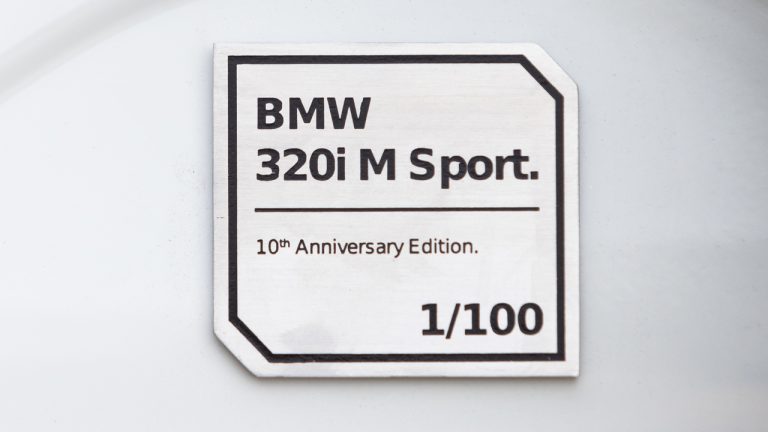 BMW
320i M Sport.
10th Anniversary Edition.
1/100